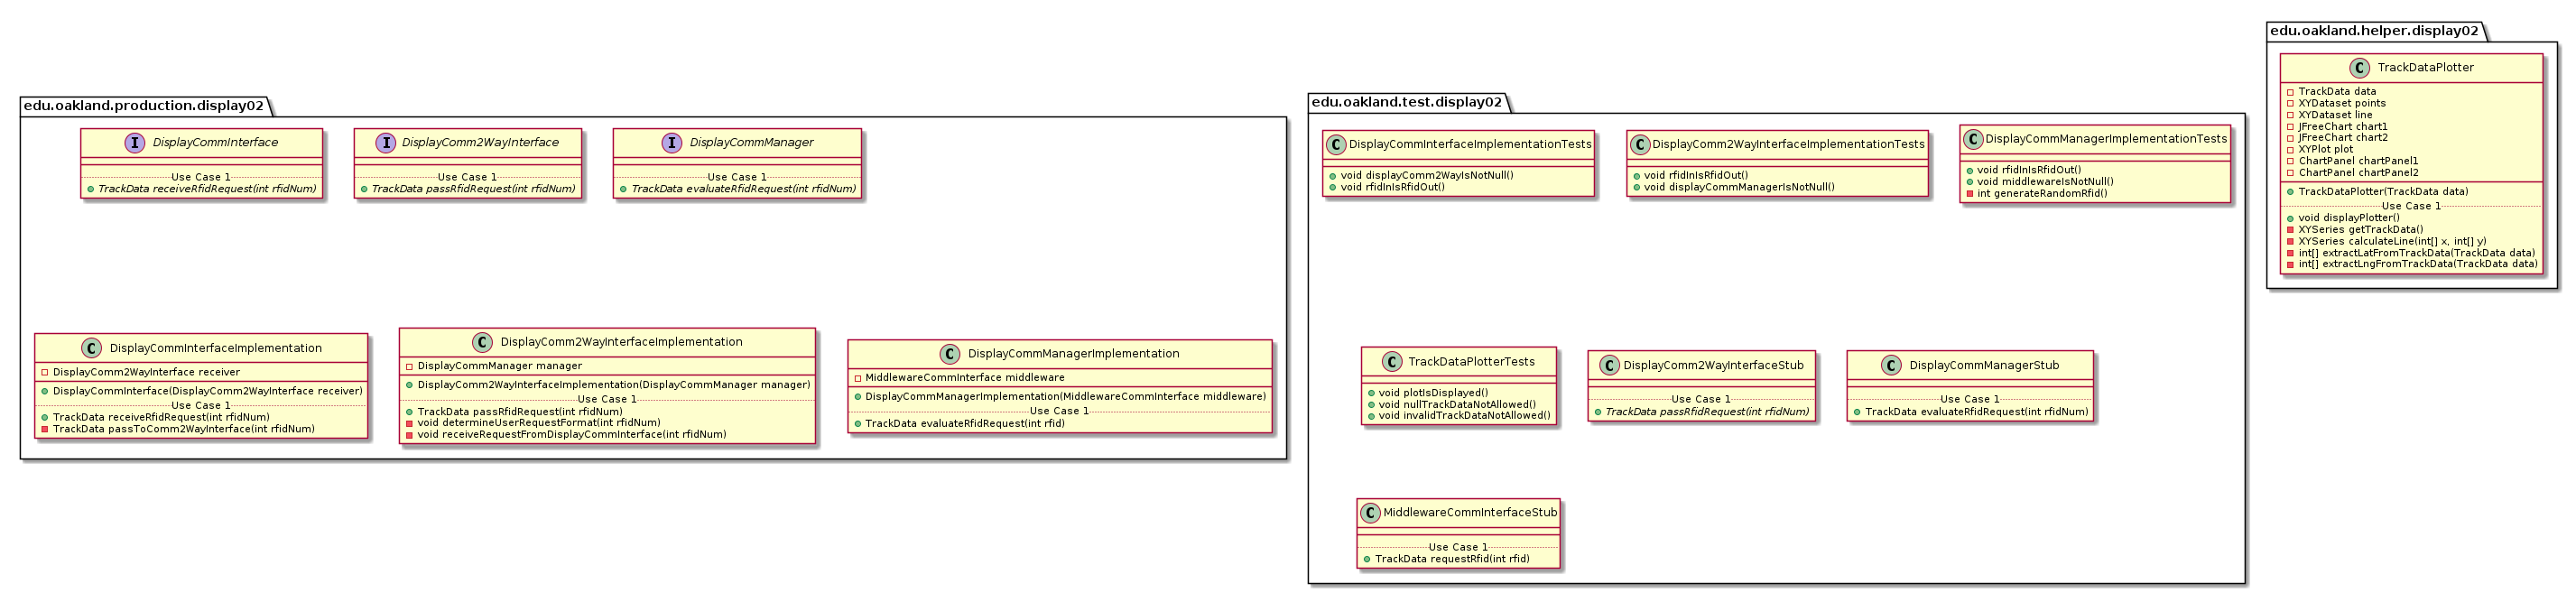 edu.oakland.production.display02
I DisplayCommInterface
Use Case 1
TrackData receiveRfidRequest(int rfidNum)
I DisplayComm2WayInterface
Use Case 1
TrackData passRfidRequest(int rfidNum)
I DisplayCommManager
Use Case 1
TrackData evaluateRfidRequest(int rfidNum)
C DisplayCommInterfaceImplementation
DisplayComm2WayInterface receiver
DisplayCommInterface(DisplayComm2WayInterface receiver)
Use Case 1
TrackData receiveRfidRequest(int rfidNum)
TrackData passToComm2WayInterface(int rfidNum)
C DisplayComm2WayInterfaceImplementation
DisplayCommManager manager
DisplayComm2WayInterfaceImplementation(DisplayCommManager manager)
Use Case 1
TrackData passRfidRequest(int rfidNum)
void determineUserRequestFormat(int rfidNum)
void receiveRequestFromDisplayCommInterface(int rfidNum)
C DisplayCommManagerImplementation
MiddlewareCommInterface middleware
DisplayCommManagerImplementation(MiddlewareCommInterface middleware)
Use Case 1
TrackData evaluateRfidRequest(int rfid)
edu.oakland.test.display02
C DisplayCommInterfaceImplementationTests
void displayComm2WayIsNotNull()
void rfidInIsRfidOut()
C DisplayComm2WayInterfaceImplementationTests
void rfidInIsRfidOut()
void displayCommManagerIsNotNull()
C DisplayCommManagerImplementationTests
void rfidInIsRfidOut()
void middlewareIsNotNull()
int generateRandomRfid()
C TrackDataPlotterTests
void plotIsDisplayed()
void nullTrackDataNotAllowed()
void invalidTrackDataNotAllowed()
C DisplayComm2WayInterfaceStub
Use Case 1
TrackData passRfidRequest(int rfidNum)
C DisplayCommManagerStub
Use Case 1
TrackData evaluateRfidRequest(int rfidNum)
C MiddlewareCommInterfaceStub
Use Case 1
TrackData requestRfid(int rfid)
edu.oakland.helper.display02
C TrackDataPlotter
TrackData data
XYDataset points
XYDataset line
JFreeChart chart1
JFreeChart chart2
XYPlot plot
ChartPanel chartPanel1
ChartPanel chartPanel2
TrackDataPlotter(TrackData data)
Use Case 1
void displayPlotter()
XYSeries getTrackData()
XYSeries calculateLine(int[] x, int[] y)
int[] extractLatFromTrackData(TrackData data)
int[] extractLngFromTrackData(TrackData data)